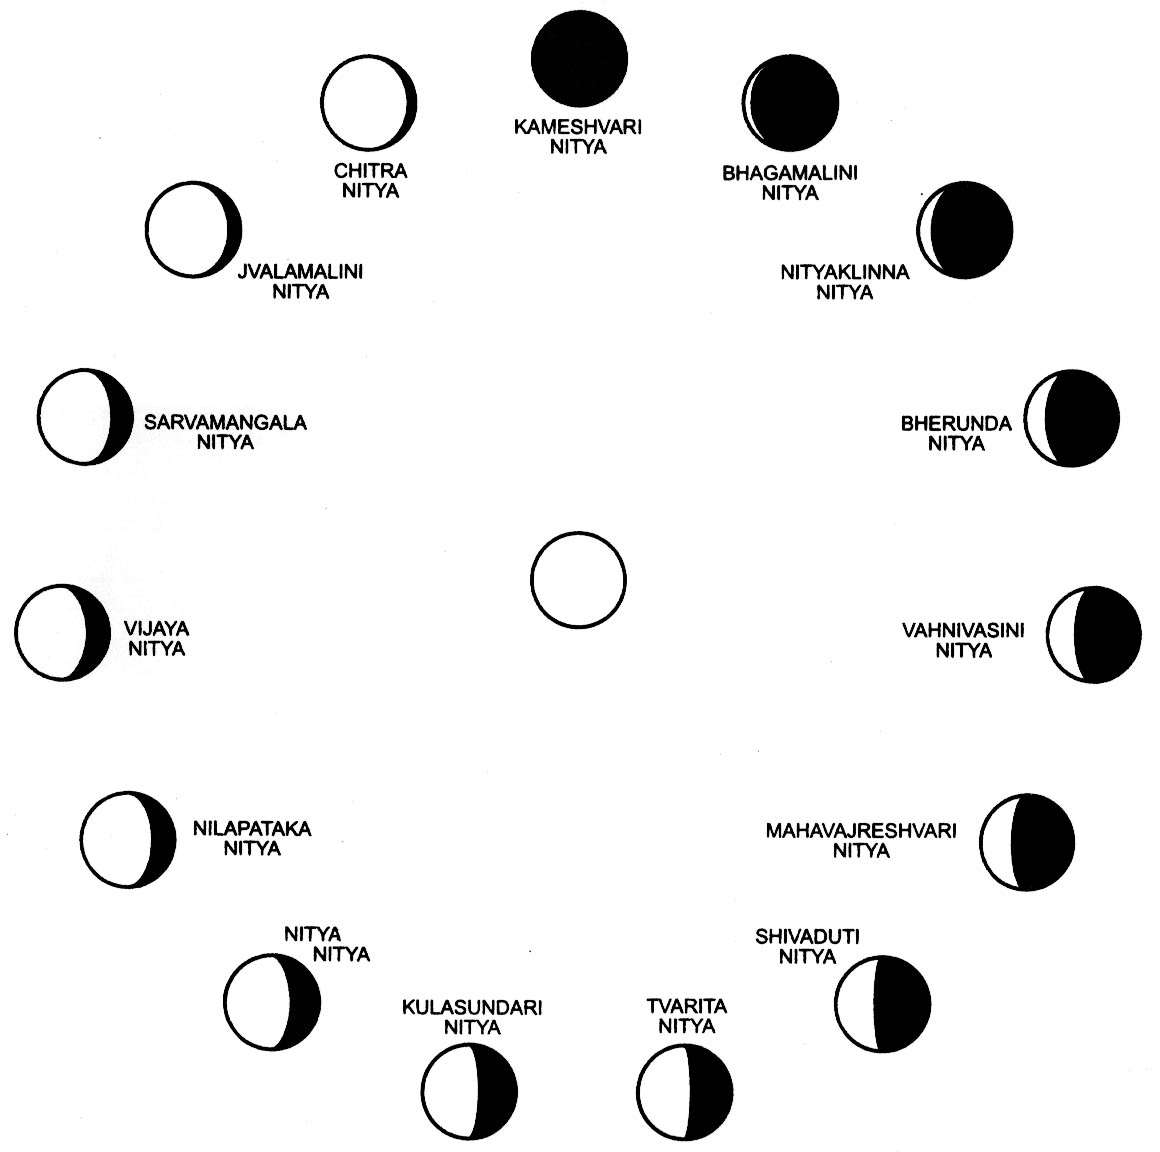 KAMESHVARI
NITYA
BHAGAMALINI
NITYA
NITYAKLINNA
NITYA
BHERUNDA
NITYA
VAHNIVASINI
NITYA
MAHAVAJRESHVARI
NITYA
SHIVADUTI
NITYA
TVARITA
NITYA
KULASUNDARI
NITYA
NITYA
NITYA
NILAPATAKA
NITYA
VIJAYA
NITYA
SARVAMANGALA
NITYA
JVALAMALINI
NITYA
CHITRA
NITYA